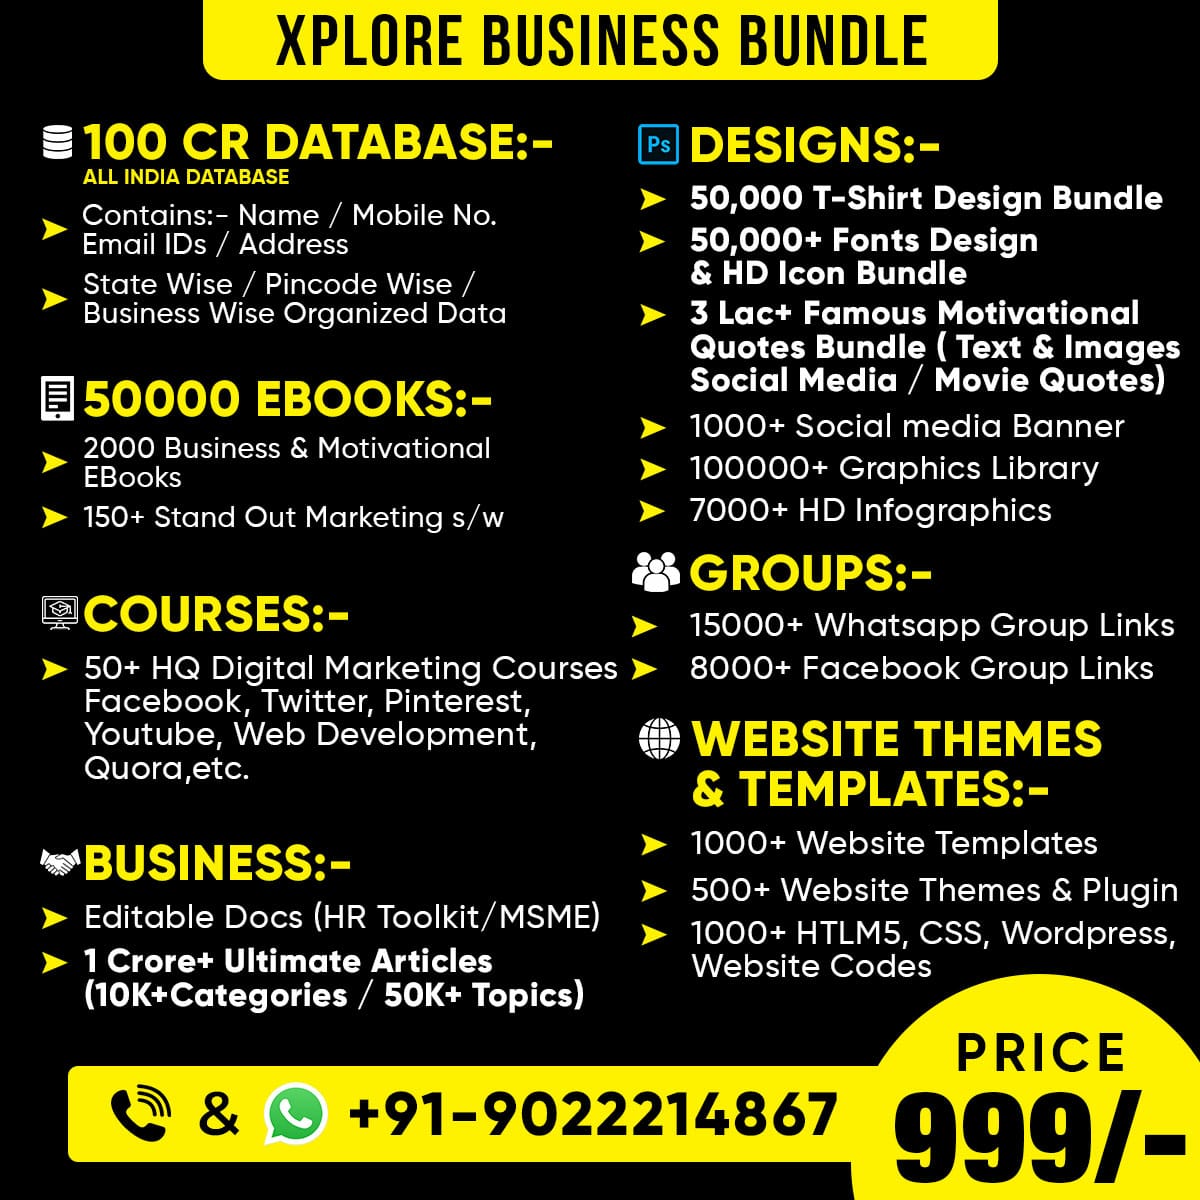 XPLORE BUSINESS BUNDLE
100 CR DATABASE:-
ALL INDIA DATABASE
Contains:- Name / Mobile No.
Email IDs / Address
State Wise / Pincode Wise /
Business Wise Organized Data
50000 EBOOKS:-
2000 Business & Motivational
EBooks
150+ Stand Out Marketing s/w
COURSES:-
50+ HQ Digital Marketing Courses
Facebook, Twitter, Pinterest,
Youtube, Web Development,
Quora,etc.
BUSINESS:-
Editable Docs (HR Toolkit/MSME)
1 Crore+ Ultimate Articles
(10K+Categories / 50K+ Topics)
Ps DESIGNS:-
50,000 T-Shirt Design Bundle
50,000+ Fonts Design
& HD Icon Bundle
3 Lac+ Famous Motivational
Quotes Bundle ( Text & Images
Social Media / Movie Quotes)
1000+ Social media Banner
100000+ Graphics Library
7000+ HD Infographics
GROUPS:-
15000+ Whatsapp Group Links
8000+ Facebook Group Links
WEBSITE THEMES
& TEMPLATES:-
1000+ Website Templates
500+ Website Themes & Plugin
1000+ HTLM5, CSS, Wordpress,
Website Codes
& +91-9022214867
PRICE
999/-